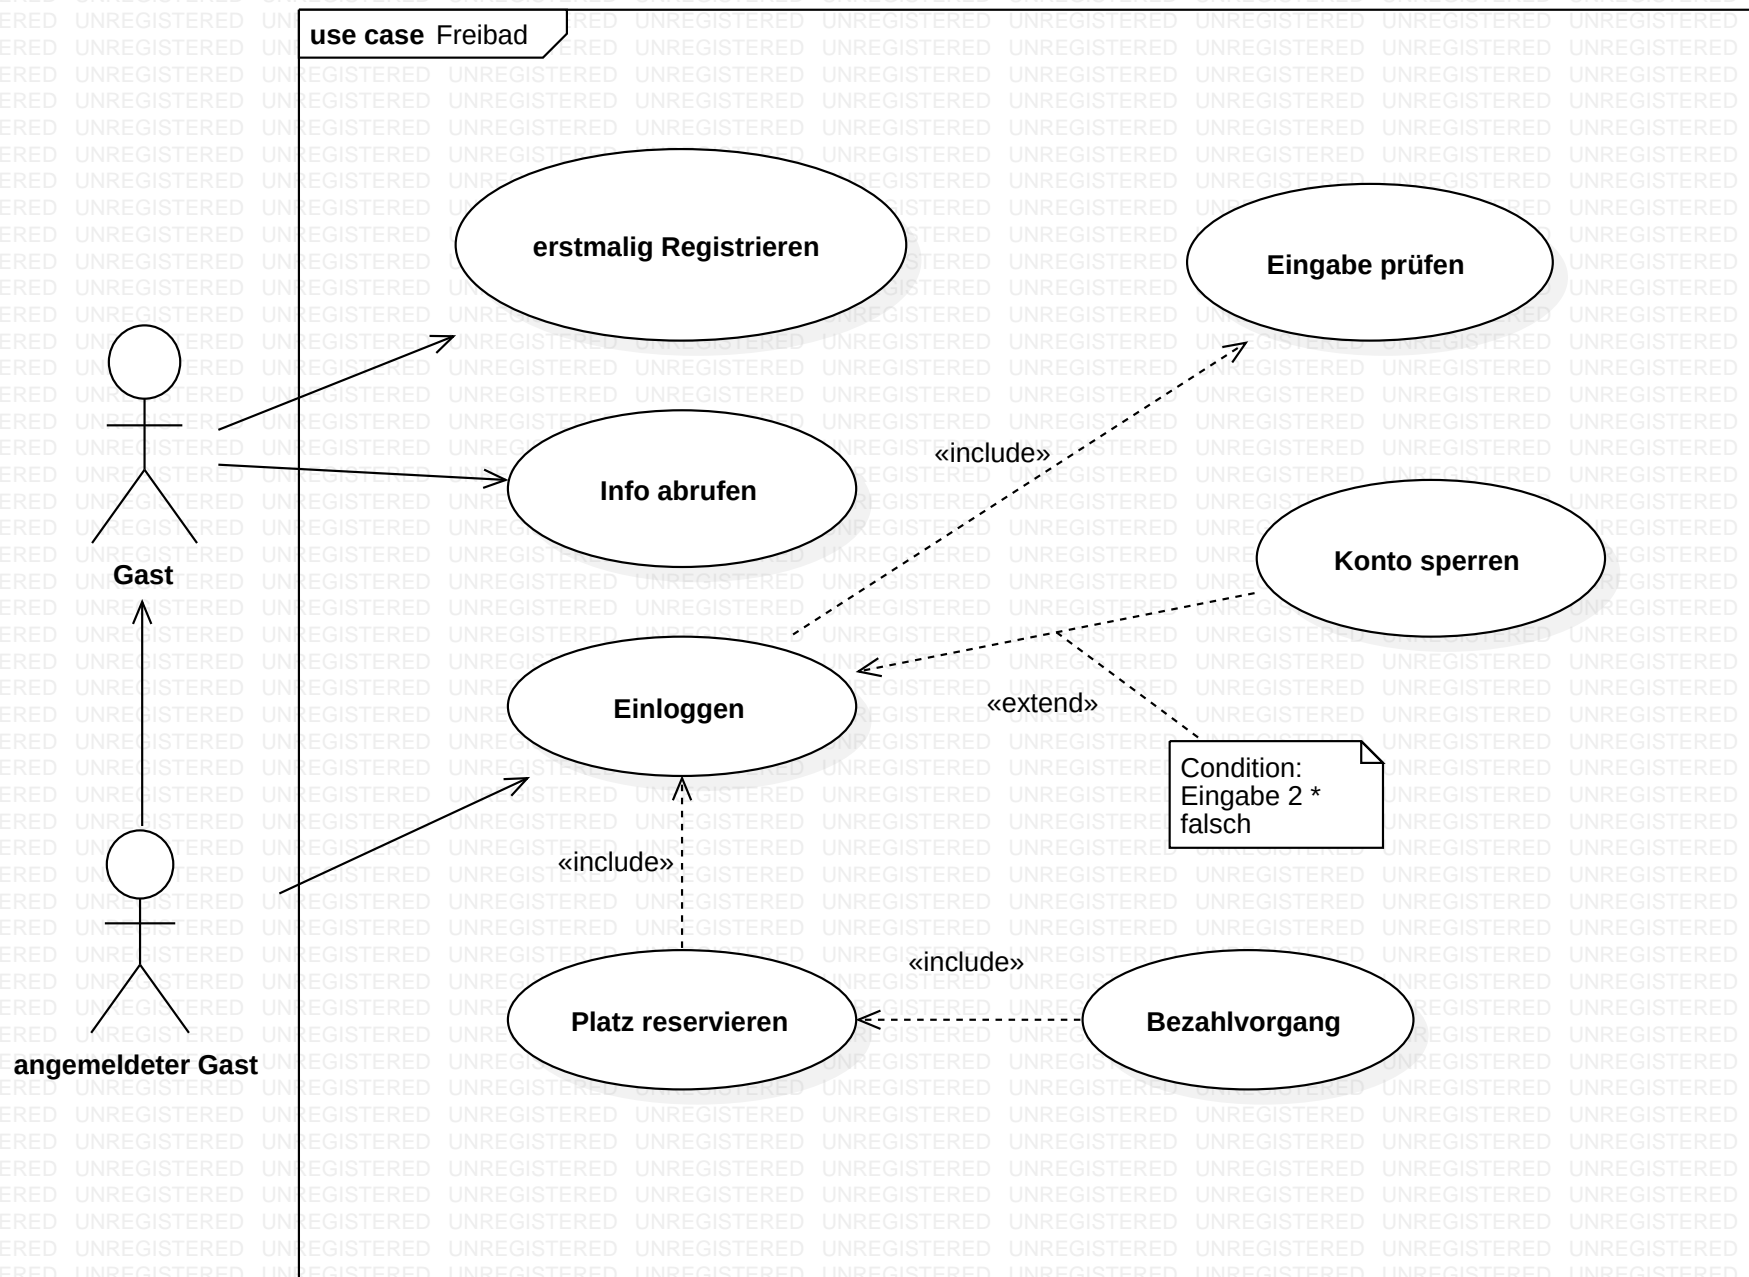 use case Freibad
erstmalig Registrieren
Eingabe prüfen
«include»
Info abrufen
Konto sperren
Gast
Einloggen
«extend»
Condition:
Eingabe 2 *
falsch
«include»
«include»
Platz reservieren
Bezahlvorgang
angemeldeter Gast
UNREGISTERED